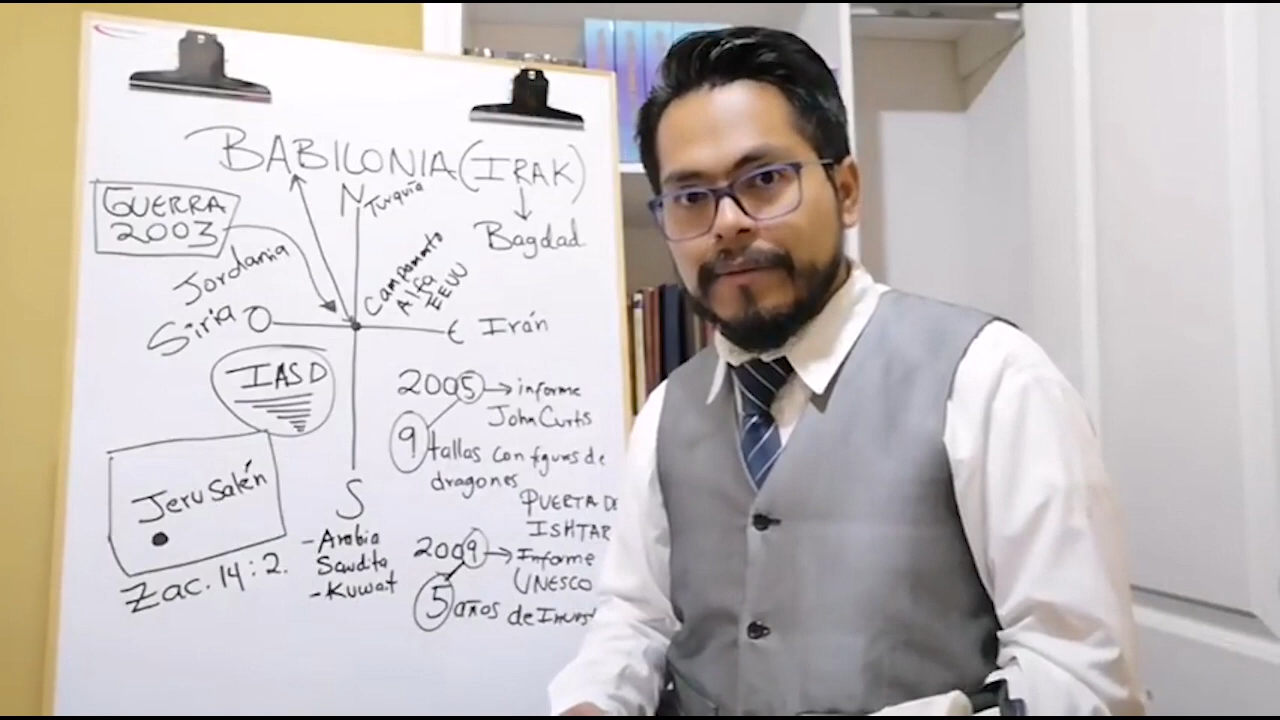 BABILONIA (IRAK)
Bagdad
N Turquía
GUERRA
2003
Jordania
Siria O
Campamento
Alfa
EEUU
E Irán
IASD
2005 → informe
John Curtis
9 tallas con figuras de
dragones
PUERTA DE
ISHTAR
Jerusalén
Zac. 14:2.
S
- Arabia
Saudita
- Kuwait
2009 → Informe
UNESCO
5 años de